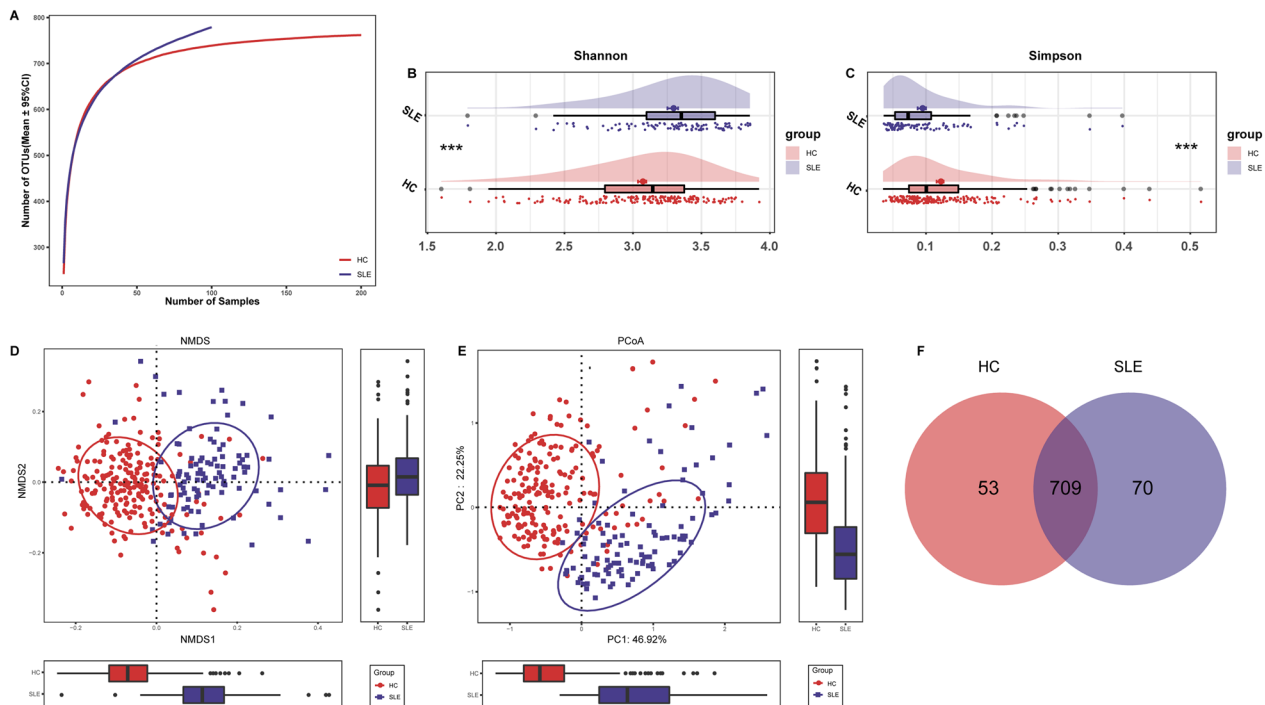 A
Number of OTUs(Mean ± 95%CI)
800
700
600
500
400
300
0
50
100
150
200
Number of Samples
HC
SLE
B
Shannon
SLE
HC
***
1.5
2.0
2.5
3.0
3.5
4.0
group
HC
SLE
C
Simpson
SLE
HC
***
0.1
0.2
0.3
0.4
0.5
group
HC
SLE
D
NMDS
NMDS2
0.2
0.0
−0.2
−0.2
0.0
0.2
0.4
NMDS1
HC
SLE
HC
SLE
Group
HC
SLE
E
PCoA
PC2: 22.25%
1
0
−1
−1
0
1
2
PC1: 46.92%
HC
SLE
HC
SLE
Group
HC
SLE
F
HC
SLE
53
709
70